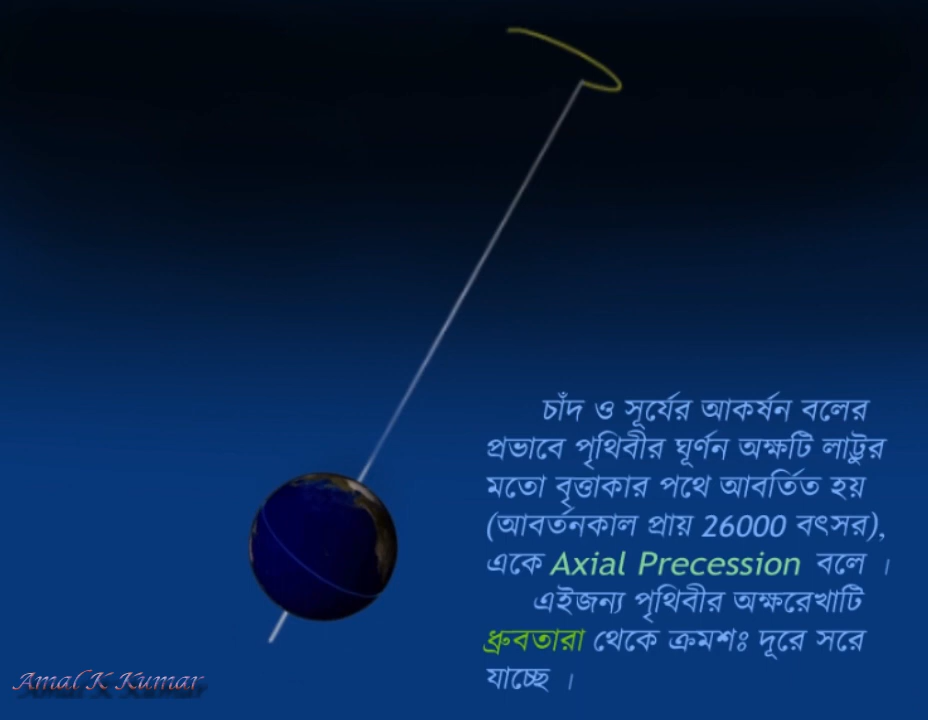 চাঁদ ও সূর্যের আকর্ষন বলের
প্রভাবে পৃথিবীর ঘূর্ণন অক্ষটি লাট্টুর
মতো বৃত্তাকার পথে আবর্তিত হয়
(আবর্তনকাল প্রায় 26000 বৎসর),
একে Axial Precession বলে ।
এইজন্য পৃথিবীর অক্ষরেখাটি
ধ্রুবতারা থেকে ক্রমশঃ দূরে সরে
যাচ্ছে ।
Amal K Kumar